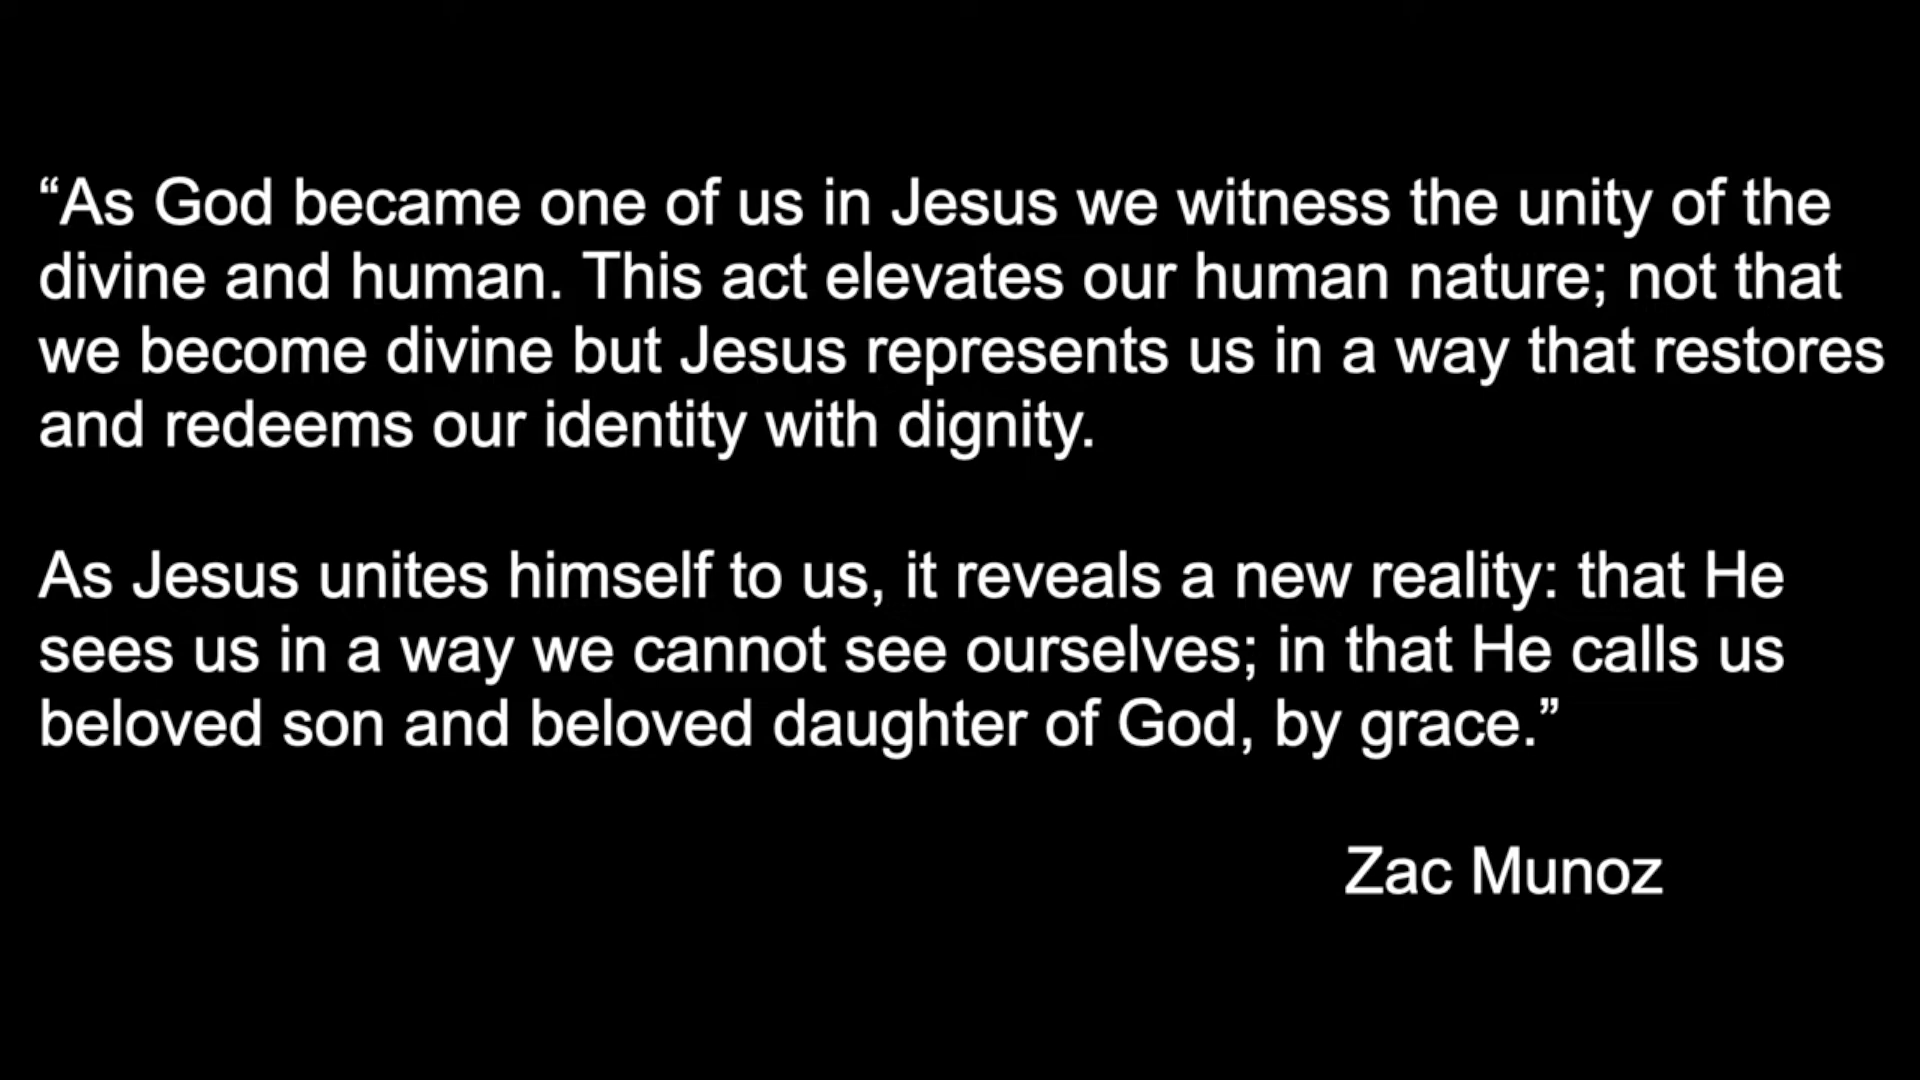 “As God became one of us in Jesus we witness the unity of the
divine and human. This act elevates our human nature; not that
we become divine but Jesus represents us in a way that restores
and redeems our identity with dignity.
As Jesus unites himself to us, it reveals a new reality: that He
sees us in a way we cannot see ourselves; in that He calls us
beloved son and beloved daughter of God, by grace.”
Zac Munoz